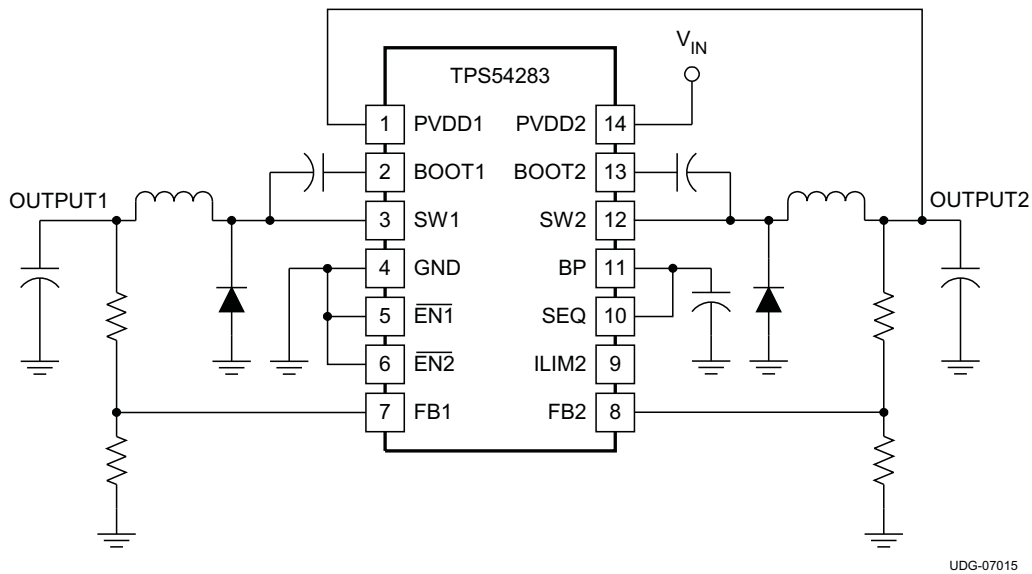 V_IN
TPS54283
1 PVDD1 PVDD2 14
2 BOOT1 BOOT2 13
OUTPUT1
OUTPUT2
3 SW1 SW2 12
4 GND BP 11
5 EN1 SEQ 10
6 EN2 ILIM2 9
7 FB1 FB2 8
UDG-07015